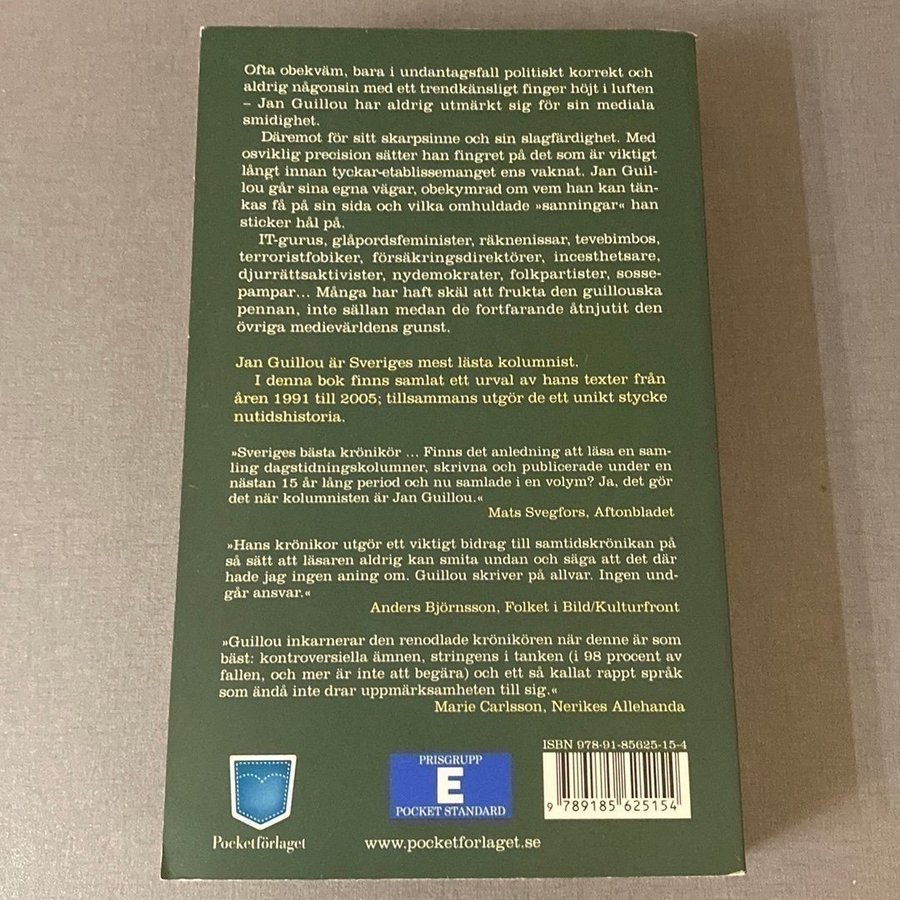 Ofta obekväm, bara i undantagsfall politiskt korrekt och
aldrig någonsin med ett trendkänsligt finger höjt i luften
– Jan Guillou har aldrig utmärkt sig för sin mediala
smidighet.
Däremot för sitt skarpsinne och sin slagfärdighet. Med
osviklig precision sätter han fingret på det som är viktigt
långt innan tyckar-etablissemanget ens vaknat. Jan Guil-
lou går sina egna vägar, obekymrad om vem han kan tän-
kas få på sin sida och vilka omhuldade »sanningar« han
sticker hål på.
IT-gurus, glåpordsfeminister, räknenissar, tevebimbos,
terroristfobiker, försäkringsdirektörer, incesthetsare,
djurrättsaktivister, nydemokrater, folkpartister, sosse-
pampar... Många har haft skäl att frukta den guillouska
pennan, inte sällan medan de fortfarande åtnjutit den
övriga medievärldens gunst.
Jan Guillou är Sveriges mest lästa kolumnist.
I denna bok finns samlat ett urval av hans texter från
åren 1991 till 2005; tillsammans utgör de ett unikt stycke
nutidshistoria.
»Sveriges bästa krönikör ... Finns det anledning att läsa en sam-
ling dagstidningskolumner, skrivna och publicerade under en
nästan 15 år lång period och nu samlade i en volym? Ja, det gör
det när kolumnisten är Jan Guillou.«
Mats Svegfors, Aftonbladet
»Hans krönikor utgör ett viktigt bidrag till samtidskrönikan på
så sätt att läsaren aldrig kan smita undan och säga att det där
hade jag ingen aning om. Guillou skriver på allvar. Ingen und-
går ansvar.«
Anders Björnsson, Folket i Bild/Kulturfront
»Guillou inkarnerar den renodlade krönikören när denne är som
bäst: kontroversiella ämnen, stringens i tanken (i 98 procent av
fallen, och mer är inte att begära) och ett så kallat rappt språk
som ändå inte drar uppmärksamheten till sig.«
Marie Carlsson, Nerikes Allehanda
ISBN 978-91-85625-15-4
PRISGRUPP
E
POCKET STANDARD
9 789185 625154
Pocketförlaget
www.pocketforlaget.se